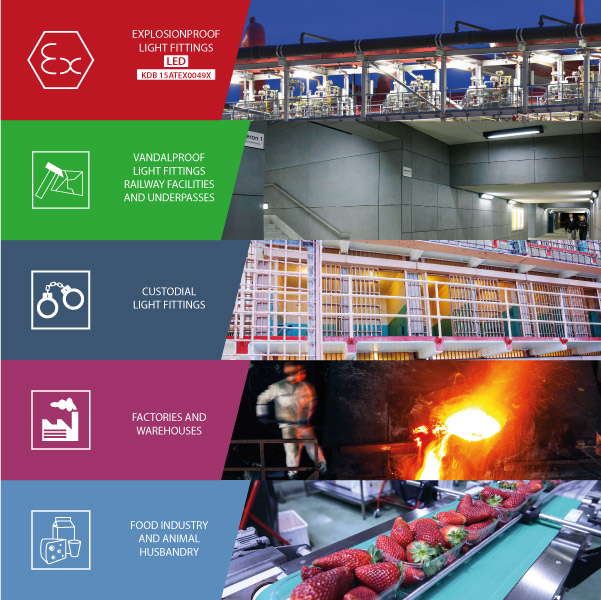 Ex
EXPLOSIONPROOF
LIGHT FITTINGS
LED
KDB 15ATEX0049X
VANDALPROOF
LIGHT FITTINGS
RAILWAY FACILITIES
AND UNDERPASSES
CUSTODIAL
LIGHT FITTINGS
FACTORIES AND
WAREHOUSES
FOOD INDUSTRY
AND ANIMAL
HUSBANDRY